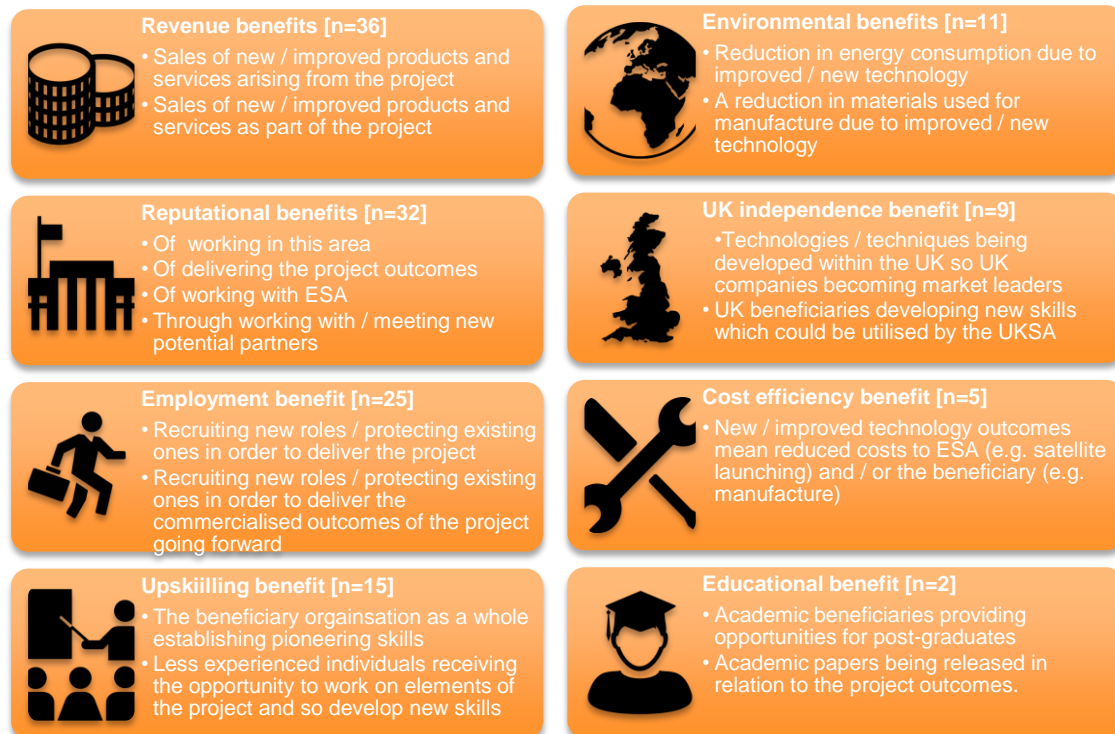 Revenue benefits [n=36]
• Sales of new / improved products and
services arising from the project
• Sales of new / improved products and
services as part of the project
Reputational benefits [n=32]
• Of  working in this area
• Of delivering the project outcomes
• Of working with ESA
• Through working with / meeting new
potential partners
Employment benefit [n=25]
• Recruiting new roles / protecting existing
ones in order to deliver the project
• Recruiting new roles / protecting existing
ones in order to deliver the
commercialised outcomes of the project
going forward
Upskiilling benefit [n=15]
• The beneficiary orgainsation as a whole
establishing pioneering skills
• Less experienced individuals receiving
the opportunity to work on elements of
the project and so develop new skills
Environmental benefits [n=11]
• Reduction in energy consumption due to
improved / new technology
• A reduction in materials used for
manufacture due to improved / new
technology
UK independence benefit [n=9]
•Technologies / techniques being
developed within the UK so UK
companies becoming market leaders
• UK beneficiaries developing new skills
which could be utilised by the UKSA
Cost efficiency benefit [n=5]
• New / improved technology outcomes
mean reduced costs to ESA (e.g. satellite
launching) and / or the beneficiary (e.g.
manufacture)
Educational benefit [n=2]
• Academic beneficiaries providing
opportunities for post-graduates
• Academic papers being released in
relation to the project outcomes.